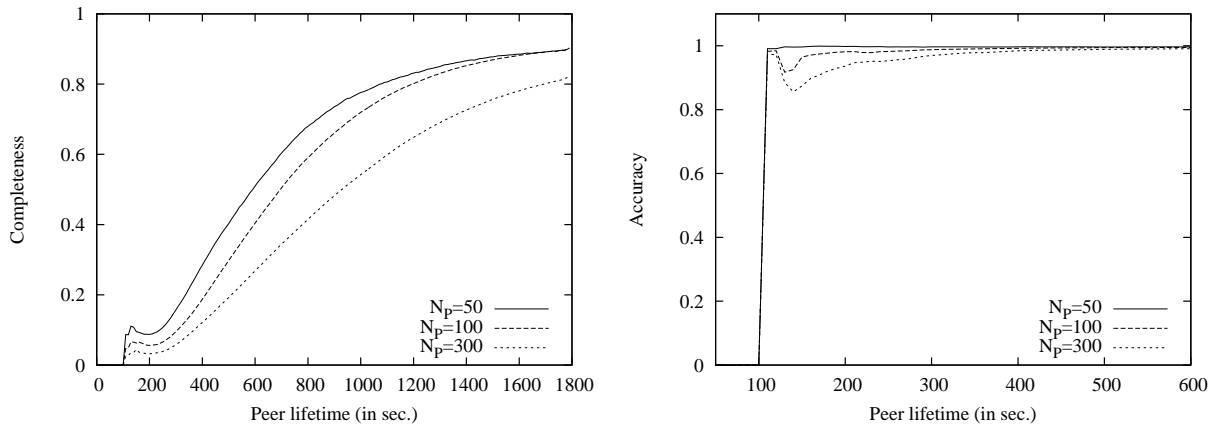 1
0.8
0.6
0.4
0.2
0
Completeness
0 200 400 600 800 1000 1200 1400 1600 1800
Peer lifetime (in sec.)
N_P=50
N_P=100
N_P=300
1
0.8
0.6
0.4
0.2
0
Accuracy
100 200 300 400 500 600
Peer lifetime (in sec.)
N_P=50
N_P=100
N_P=300